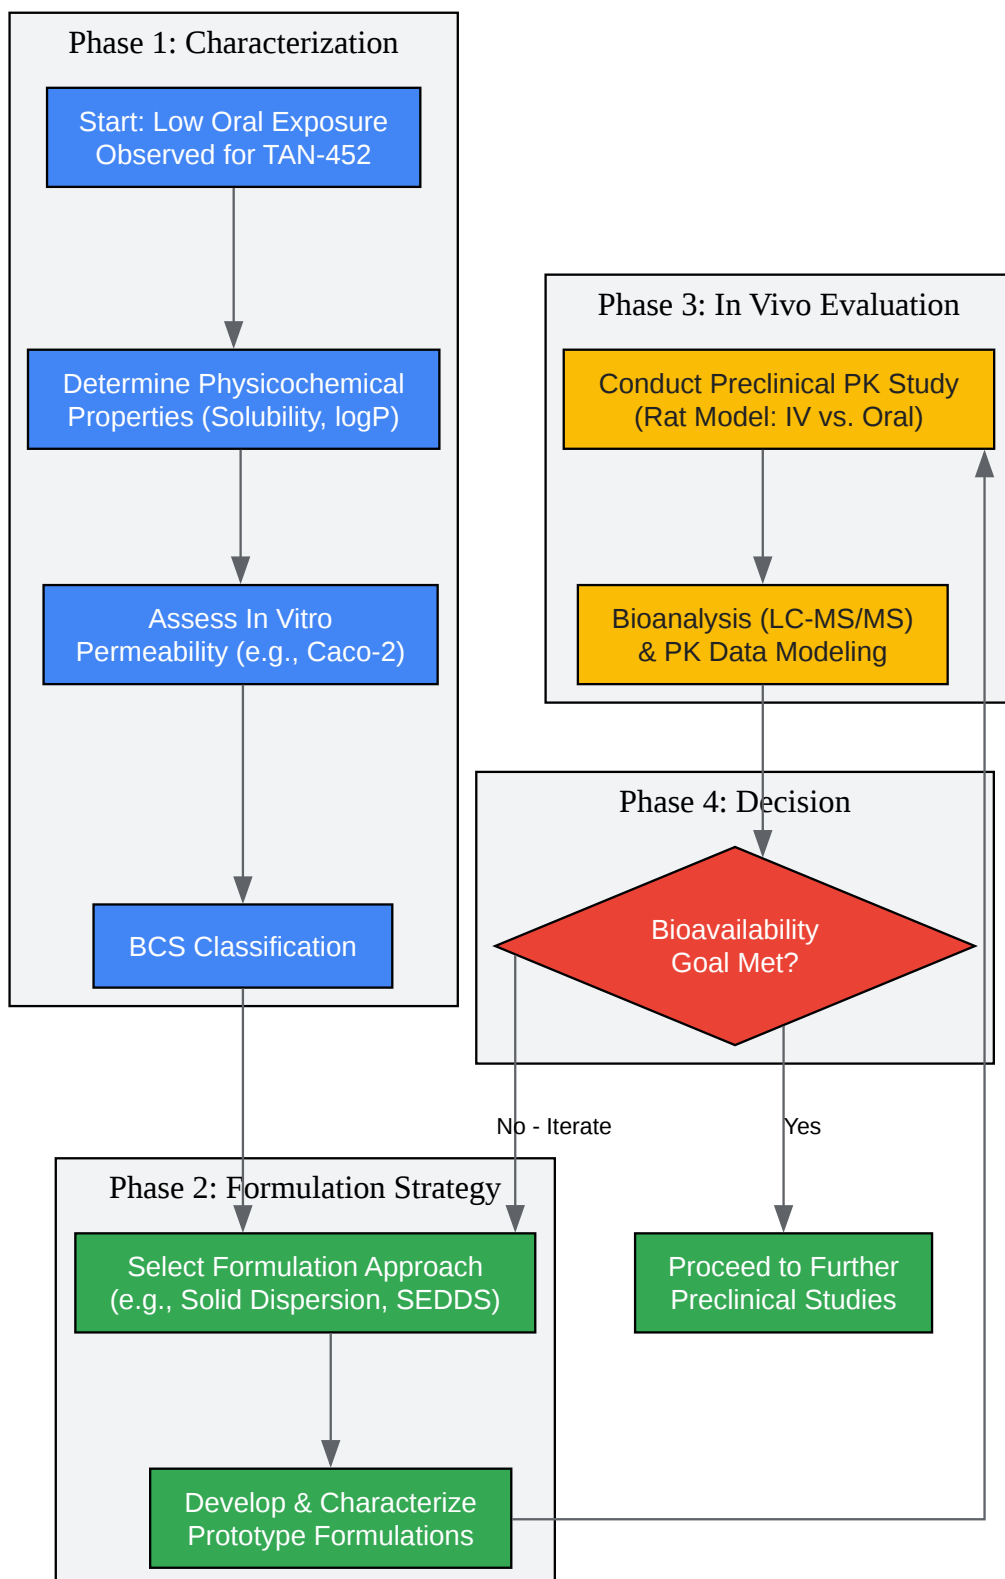 Phase 1: Characterization
Start: Low Oral Exposure
Observed for TAN-452
Determine Physicochemical
Properties (Solubility, logP)
Assess In Vitro
Permeability (e.g., Caco-2)
BCS Classification
Phase 2: Formulation Strategy
Select Formulation Approach
(e.g., Solid Dispersion, SEDDS)
Develop & Characterize
Prototype Formulations
Phase 3: In Vivo Evaluation
Conduct Preclinical PK Study
(Rat Model: IV vs. Oral)
Bioanalysis (LC-MS/MS)
& PK Data Modeling
Phase 4: Decision
Bioavailability
Goal Met?
No - Iterate
Yes
Proceed to Further
Preclinical Studies